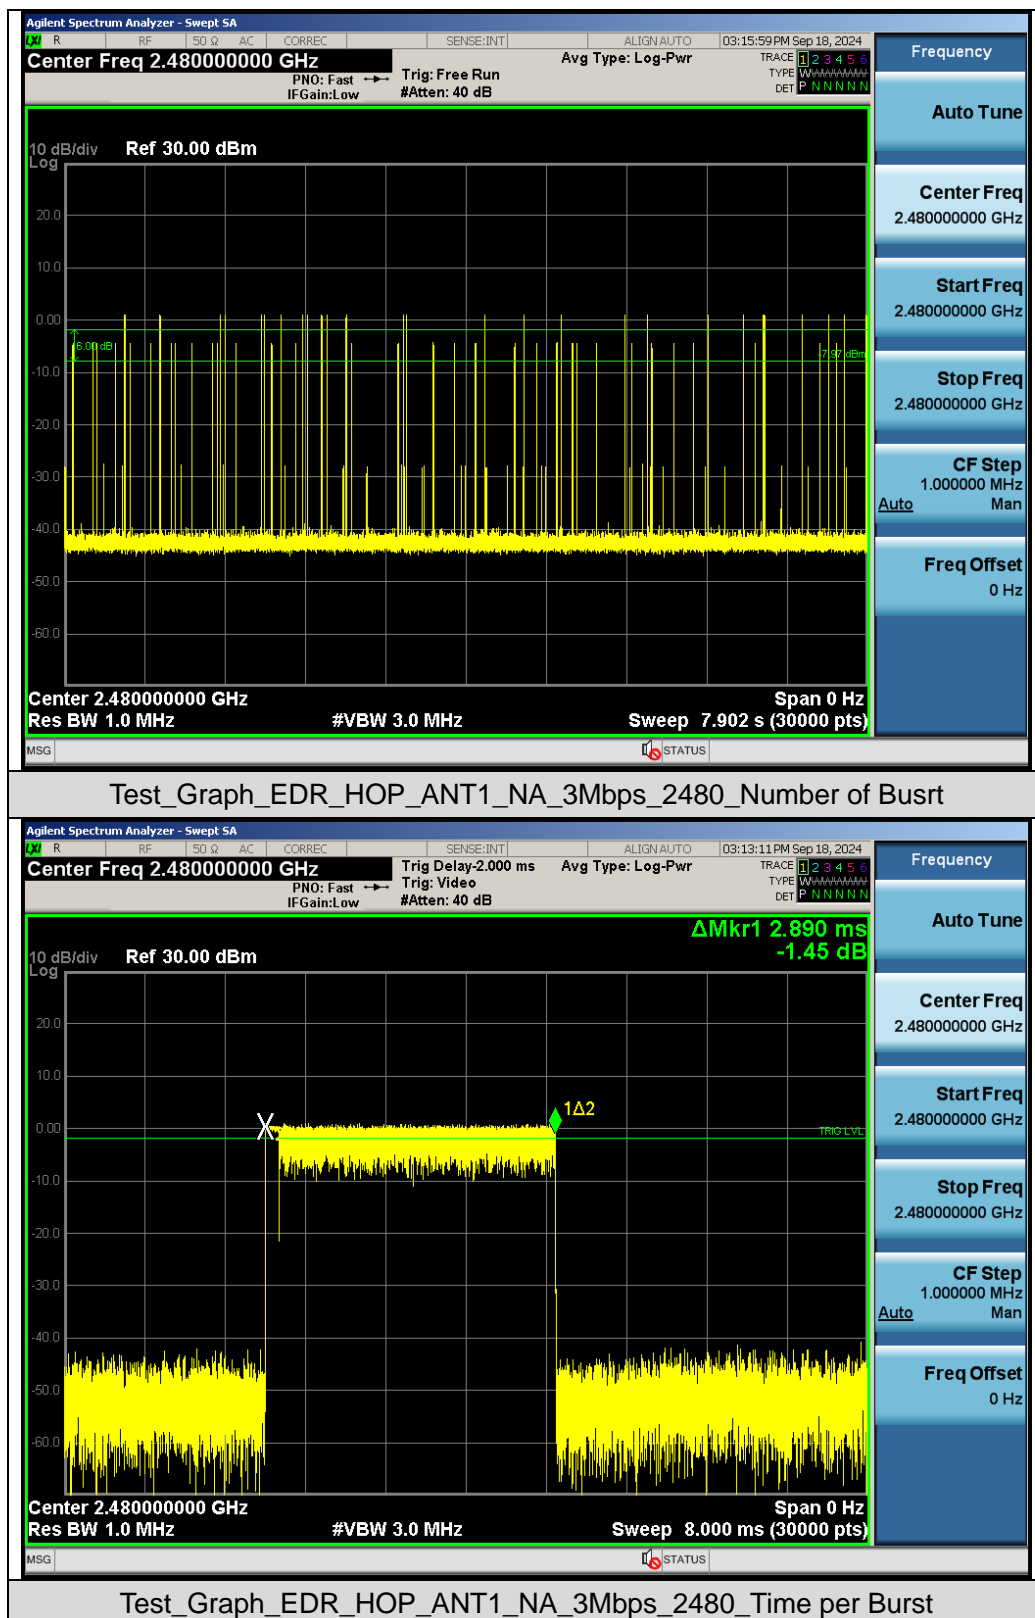 Agilent Spectrum Analyzer - Swept SA
LXI R RF 50 Ω AC CORREC SENSE:INT ALIGN AUTO 03:15:59 PM Sep 18, 2024
Center Freq 2.480000000 GHz
PNO: Fast
IFGain:Low
Trig: Free Run
#Atten: 40 dB
Avg Type: Log-Pwr
TRACE 1 2 3 4 5 6
TYPE W
DET P N N N N N
Frequency
Auto Tune
Center Freq
2.480000000 GHz
Start Freq
2.480000000 GHz
Stop Freq
2.480000000 GHz
CF Step
1.000000 MHz
Auto Man
Freq Offset
0 Hz
10 dB/div Ref 30.00 dBm
Log
20.0
10.0
0.00
6.00 dB
-7.97 dBm
-10.0
-20.0
-30.0
-40.0
-50.0
-60.0
Center 2.480000000 GHz Span 0 Hz
Res BW 1.0 MHz #VBW 3.0 MHz Sweep 7.902 s (30000 pts)
MSG STATUS
Test_Graph_EDR_HOP_ANT1_NA_3Mbps_2480_Number of Busrt
Agilent Spectrum Analyzer - Swept SA
LXI R RF 50 Ω AC CORREC SENSE:INT ALIGN AUTO 03:13:11 PM Sep 18, 2024
Center Freq 2.480000000 GHz
PNO: Fast
IFGain:Low
Trig Delay-2.000 ms
Trig: Video
#Atten: 40 dB
Avg Type: Log-Pwr
TRACE 1 2 3 4 5 6
TYPE W
DET P N N N N N
Frequency
Auto Tune
Center Freq
2.480000000 GHz
Start Freq
2.480000000 GHz
Stop Freq
2.480000000 GHz
CF Step
1.000000 MHz
Auto Man
Freq Offset
0 Hz
ΔMkr1 2.890 ms
-1.45 dB
10 dB/div Ref 30.00 dBm
Log
20.0
10.0
1Δ2
0.00
TRIG LVL
-10.0
-20.0
-30.0
-40.0
-50.0
-60.0
Center 2.480000000 GHz Span 0 Hz
Res BW 1.0 MHz #VBW 3.0 MHz Sweep 8.000 ms (30000 pts)
MSG STATUS
Test_Graph_EDR_HOP_ANT1_NA_3Mbps_2480_Time per Burst